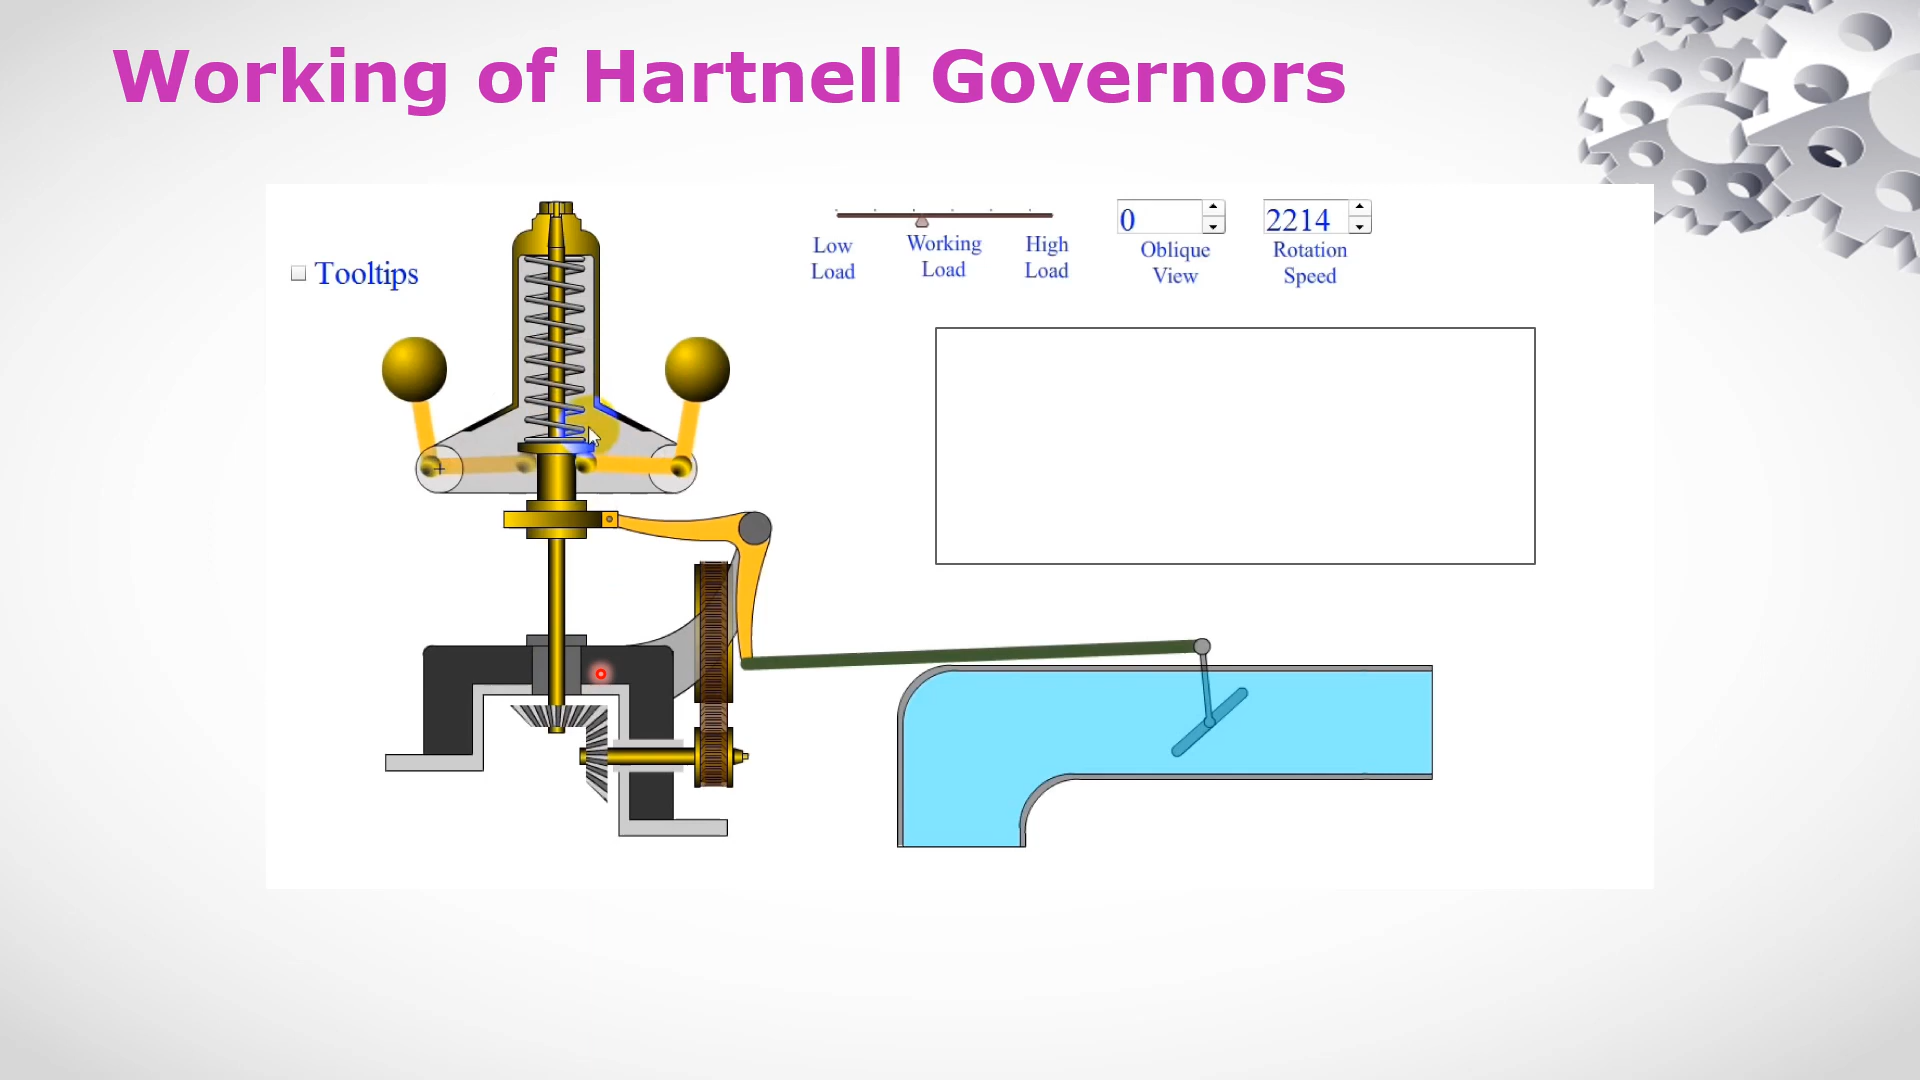 Working of Hartnell Governors
Tooltips
Low
Load
Working
Load
High
Load
0
Oblique
View
2214
Rotation
Speed